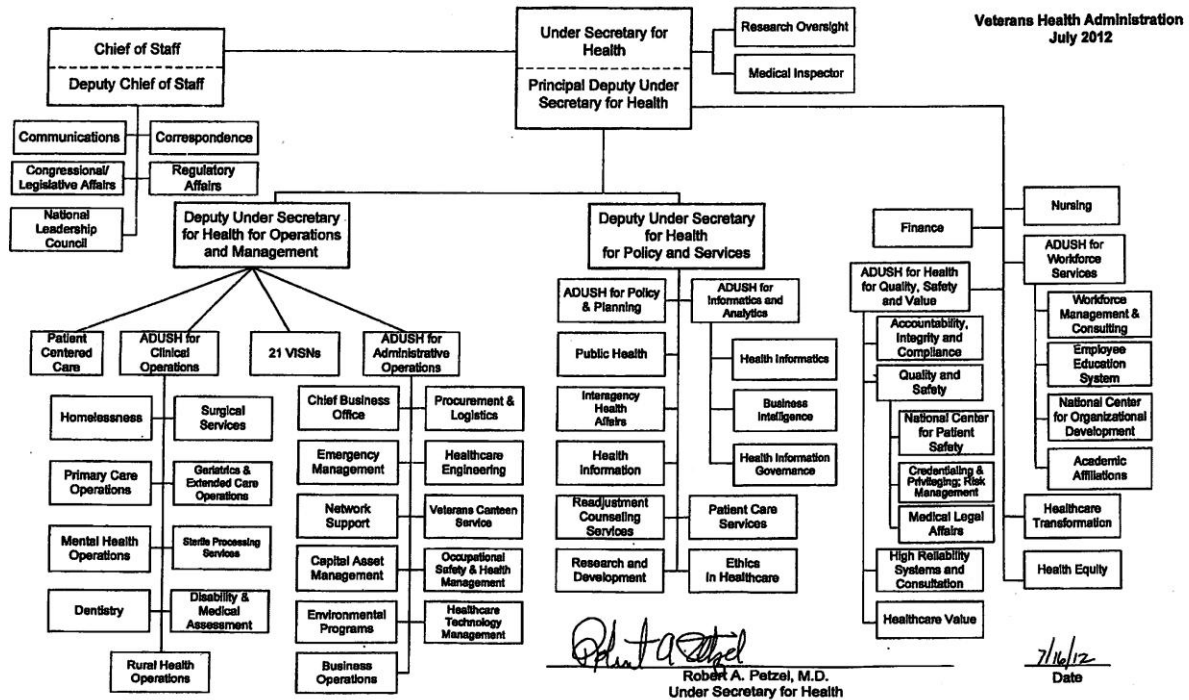 Veterans Health Administration
July 2012
Chief of Staff
Deputy Chief of Staff
Under Secretary for
Health
Principal Deputy Under
Secretary for Health
Research Oversight
Medical Inspector
Communications
Correspondence
Congressional/
Legislative Affairs
Regulatory
Affairs
National
Leadership
Council
Deputy Under Secretary
for Health for Operations
and Management
Deputy Under Secretary
for Health
for Policy and Services
Patient
Centered
Care
ADUSH for
Clinical
Operations
21 VISNs
ADUSH for
Administrative
Operations
Homelessness
Surgical
Services
Primary Care
Operations
Geriatrics &
Extended Care
Operations
Mental Health
Operations
Sterile Processing
Services
Dentistry
Disability &
Medical
Assessment
Rural Health
Operations
Chief Business
Office
Procurement &
Logistics
Emergency
Management
Healthcare
Engineering
Network
Support
Veterans Canteen
Service
Capital Asset
Management
Occupational
Safety & Health
Management
Environmental
Programs
Healthcare
Technology
Management
Business
Operations
ADUSH for Policy
& Planning
ADUSH for
Informatics and
Analytics
Public Health
Health Informatics
Interagency
Health
Affairs
Business
Intelligence
Health
Information
Health Information
Governance
Readjustment
Counseling
Services
Patient Care
Services
Research and
Development
Ethics
in Healthcare
Finance
Nursing
ADUSH for Health
for Quality, Safety
and Value
ADUSH for
Workforce
Services
Accountability,
Integrity and
Compliance
Quality and
Safety
National Center
for Patient
Safety
Credentialing &
Privileging; Risk
Management
Medical Legal
Affairs
High Reliability
Systems and
Consultation
Healthcare Value
Workforce
Management &
Consulting
Employee
Education
System
National Center
for Organizational
Development
Academic
Affiliations
Healthcare
Transformation
Health Equity
Robert A Petzel
Robert A. Petzel, M.D.
Under Secretary for Health
7/16/12
Date